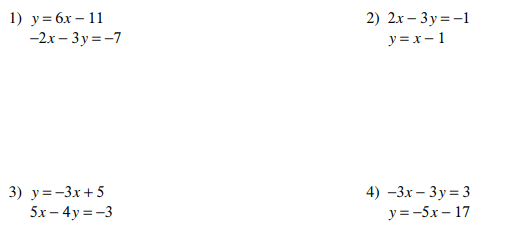 1) y = 6x – 11
–2x – 3y = –7
2) 2x – 3y = –1
y = x – 1
3) y = –3x + 5
5x – 4y = –3
4) –3x – 3y = 3
y = –5x – 17